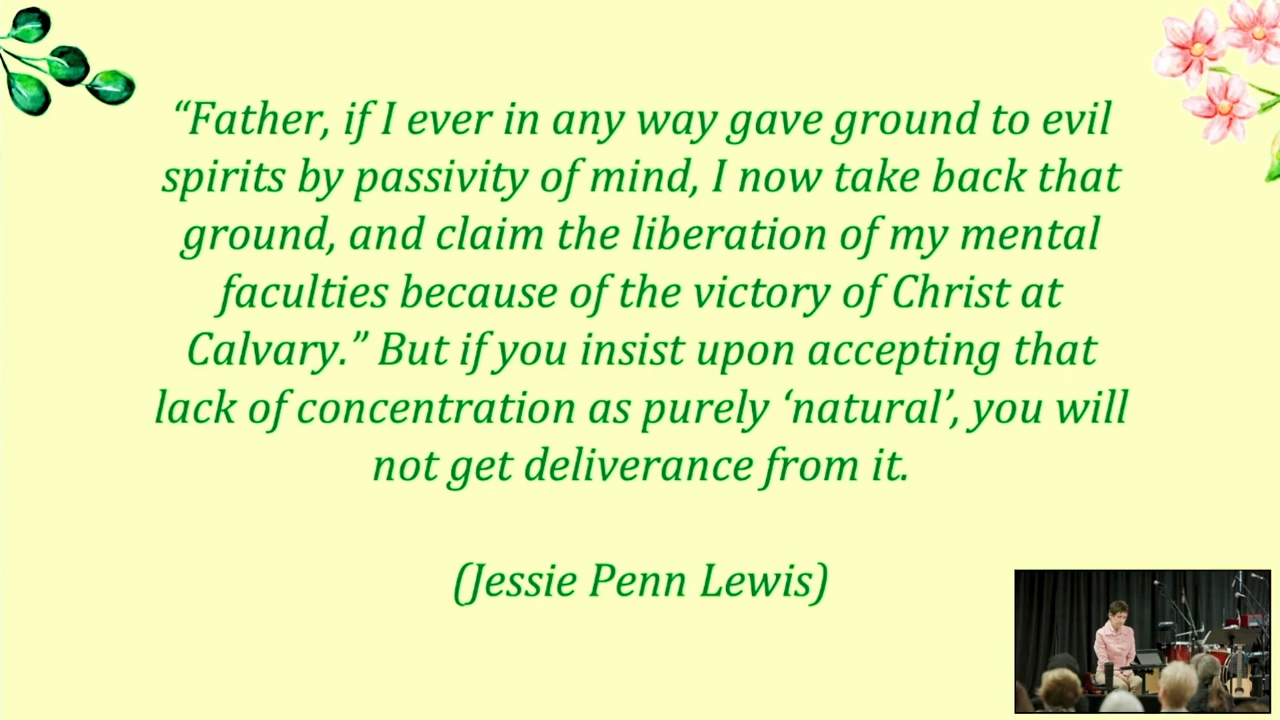 “Father, if I ever in any way gave ground to evil
spirits by passivity of mind, I now take back that
ground, and claim the liberation of my mental
faculties because of the victory of Christ at
Calvary.” But if you insist upon accepting that
lack of concentration as purely ‘natural’, you will
not get deliverance from it.
(Jessie Penn Lewis)